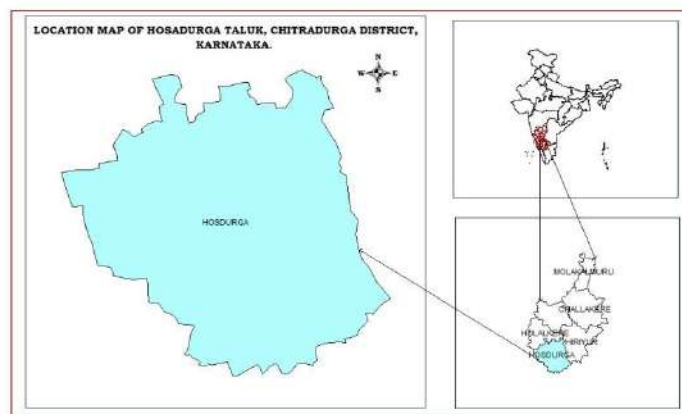 LOCATION MAP OF HOSADURGA TALUK, CHITRADURGA DISTRICT,
KARNATAKA.
N
W E
S
HOSDURGA
MOLAKALMURU
CHALLAKERE
HOLALKERE
HIRIYUR
HOSDURGA